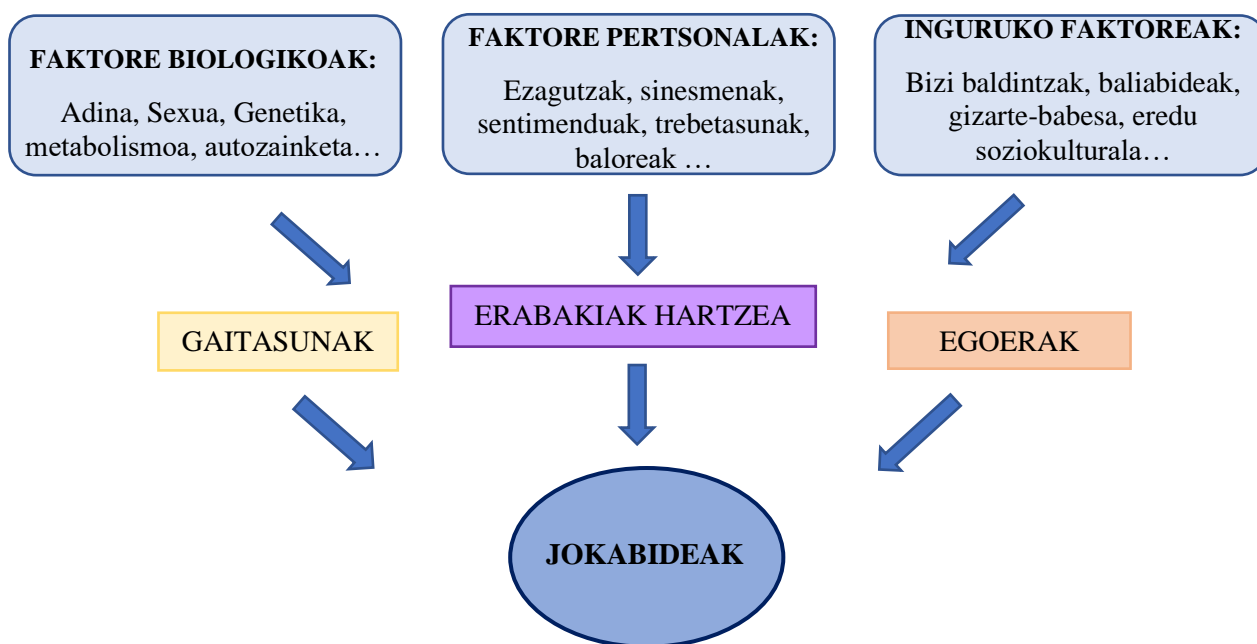 FAKTORE BIOLOGIKOAK:
Adina, Sexua, Genetika,
metabolismoa, autozainketa…
FAKTORE PERTSONALAK:
Ezagutzak, sinesmenak,
sentimenduak, trebetasunak,
baloreak …
INGURUKO FAKTOREAK:
Bizi baldintzak, baliabideak,
gizarte-babesa, eredu
soziokulturala…
GAITASUNAK
ERABAKIAK HARTZEA
EGOERAK
JOKABIDEAK